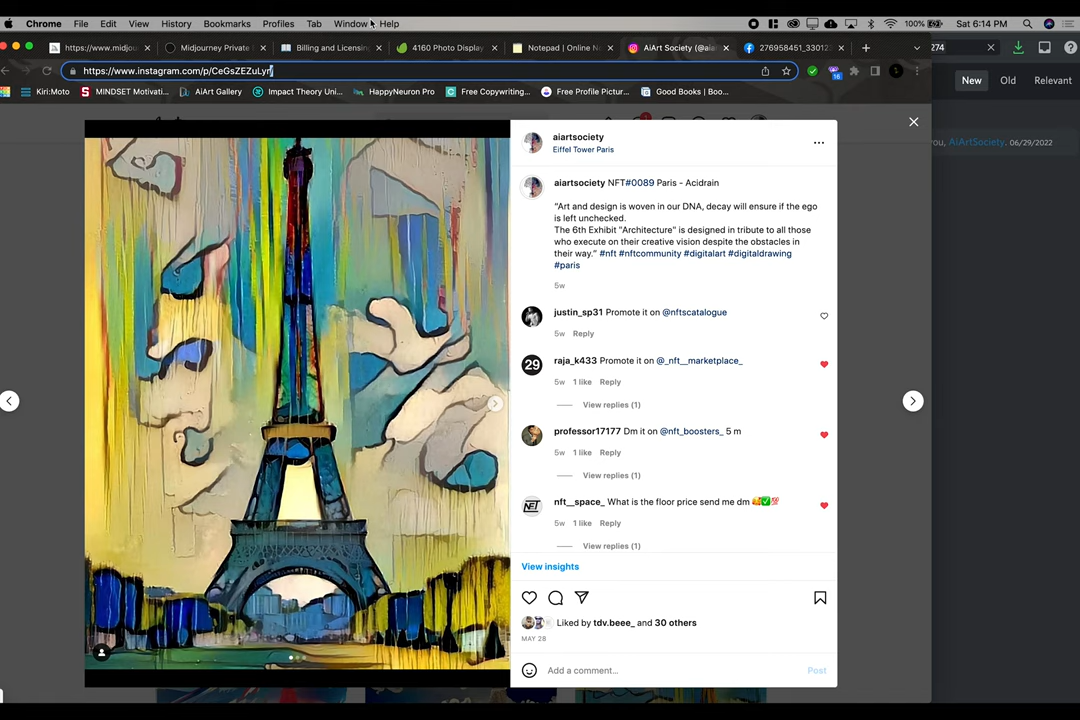 Chrome File Edit View History Bookmarks Profiles Tab Window Help
100% Sat 6:14 PM
https://www.midjou
Midjourney Private
Billing and Licensing
4160 Photo Display
Notepad | Online No
AiArt Society (@aia
276958451_33012
274
https://www.instagram.com/p/CeGsZEZuLyr/
16
New Old Relevant
Kiri:Moto
MINDSET Motivati...
AiArt Gallery
Impact Theory Uni...
HappyNeuron Pro
Free Copywriting...
Free Profile Pictur...
Good Books | Boo...
you, AiArtSociety. 06/29/2022
aiartsociety
Eiffel Tower Paris
aiartsociety NFT#0089 Paris - Acidrain
“Art and design is woven in our DNA, decay will ensure if the ego
is left unchecked.
The 6th Exhibit "Architecture" is designed in tribute to all those
who execute on their creative vision despite the obstacles in
their way.” #nft #nftcommunity #digitalart #digitaldrawing
#paris
5w
justin_sp31 Promote it on @nftscatalogue
5w Reply
29
raja_k433 Promote it on @_nft__marketplace_
5w 1 like Reply
View replies (1)
professor17177 Dm it on @nft_boosters_ 5 m
5w 1 like Reply
View replies (1)
NFT
nft__space_ What is the floor price send me dm 🥰✅💯
5w 1 like Reply
View replies (1)
View insights
Liked by tdv.beee_ and 30 others
MAY 28
Add a comment... Post